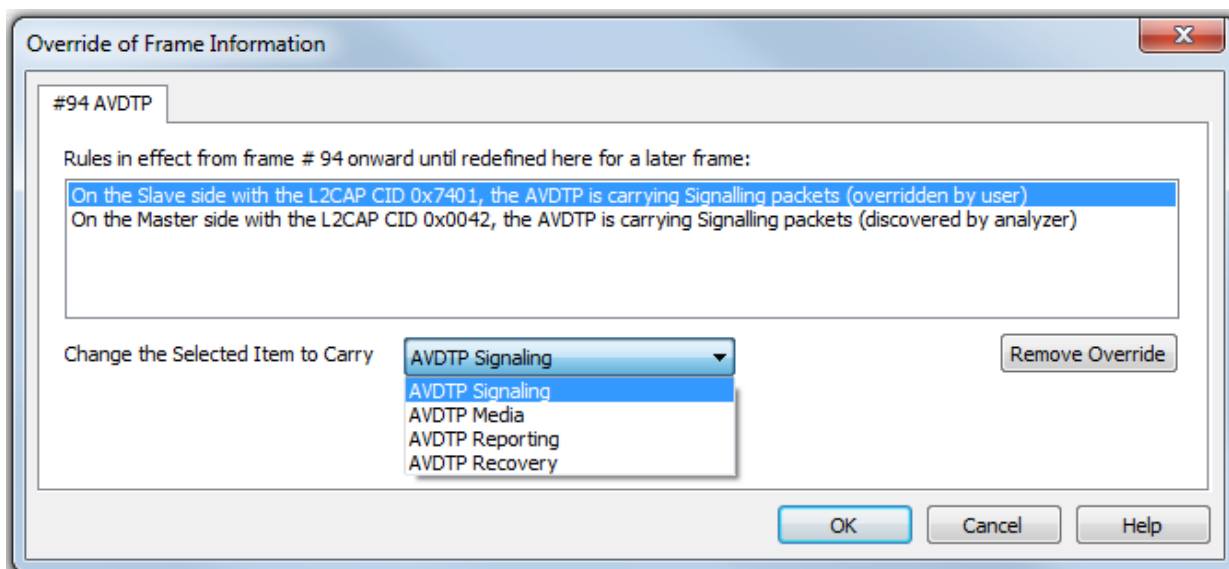 Override of Frame Information
#94 AVDTP
Rules in effect from frame # 94 onward until redefined here for a later frame:
On the Slave side with the L2CAP CID 0x7401, the AVDTP is carrying Signalling packets (overridden by user)
On the Master side with the L2CAP CID 0x0042, the AVDTP is carrying Signalling packets (discovered by analyzer)
Change the Selected Item to Carry AVDTP Signaling Remove Override
AVDTP Signaling
AVDTP Media
AVDTP Reporting
AVDTP Recovery
OK Cancel Help